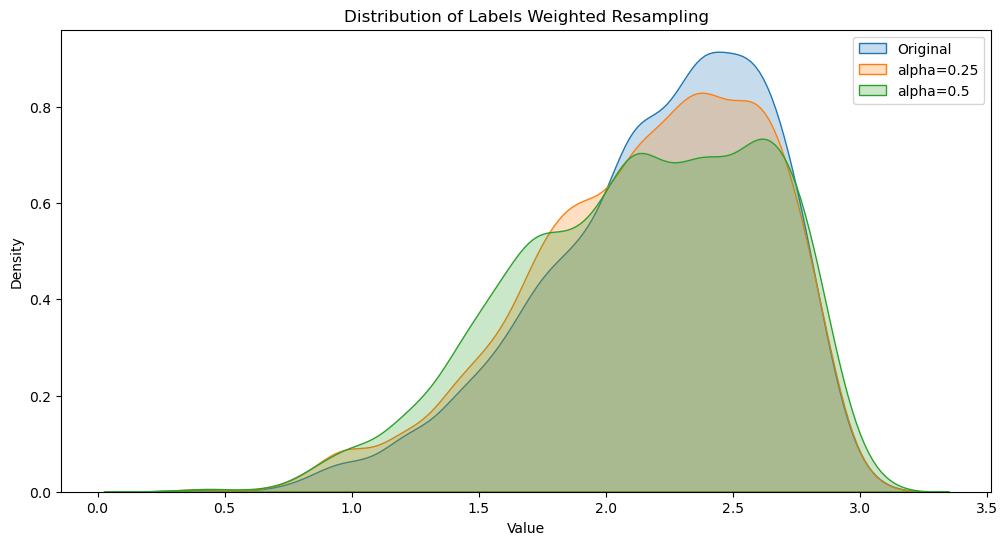 Distribution of Labels Weighted Resampling
Original
alpha=0.25
alpha=0.5
Density
0.8
0.6
0.4
0.2
0.0
0.0 0.5 1.0 1.5 2.0 2.5 3.0 3.5
Value